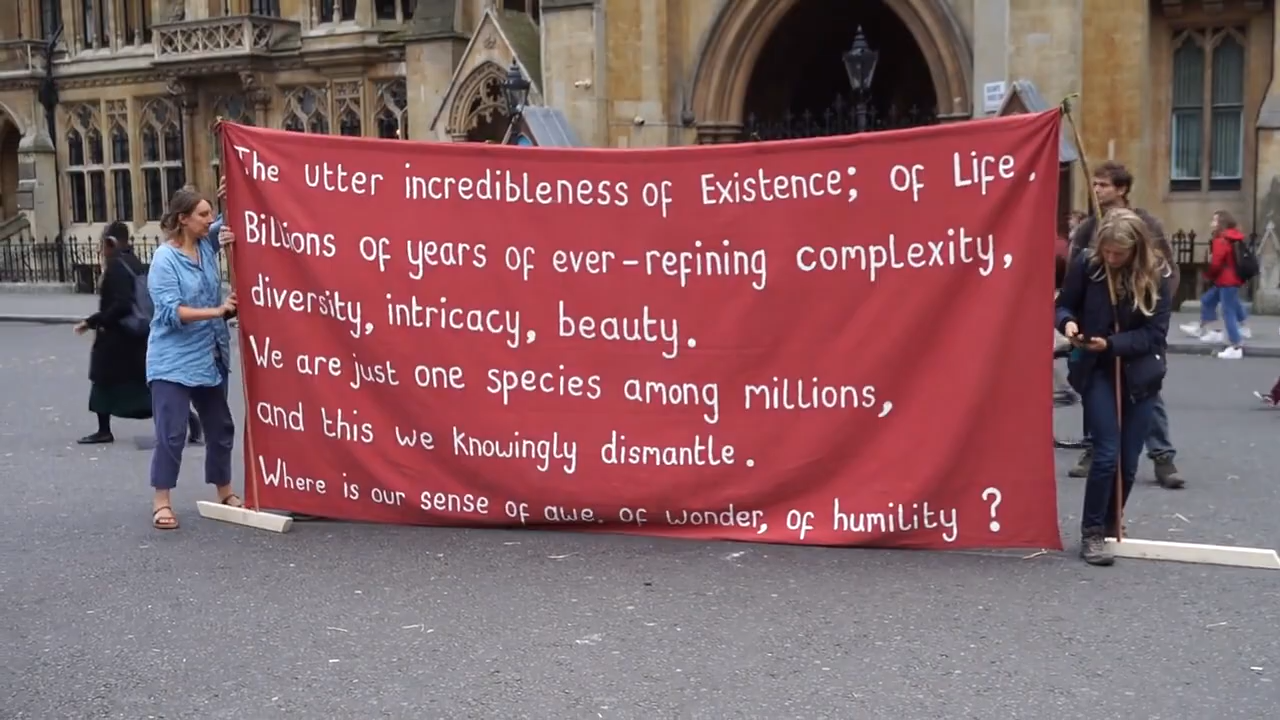 The utter incredibleness of Existence; of Life.
Billions of years of ever-refining complexity,
diversity, intricacy, beauty.
We are just one species among millions,
and this we knowingly dismantle.
Where is our sense of awe, of wonder, of humility ?